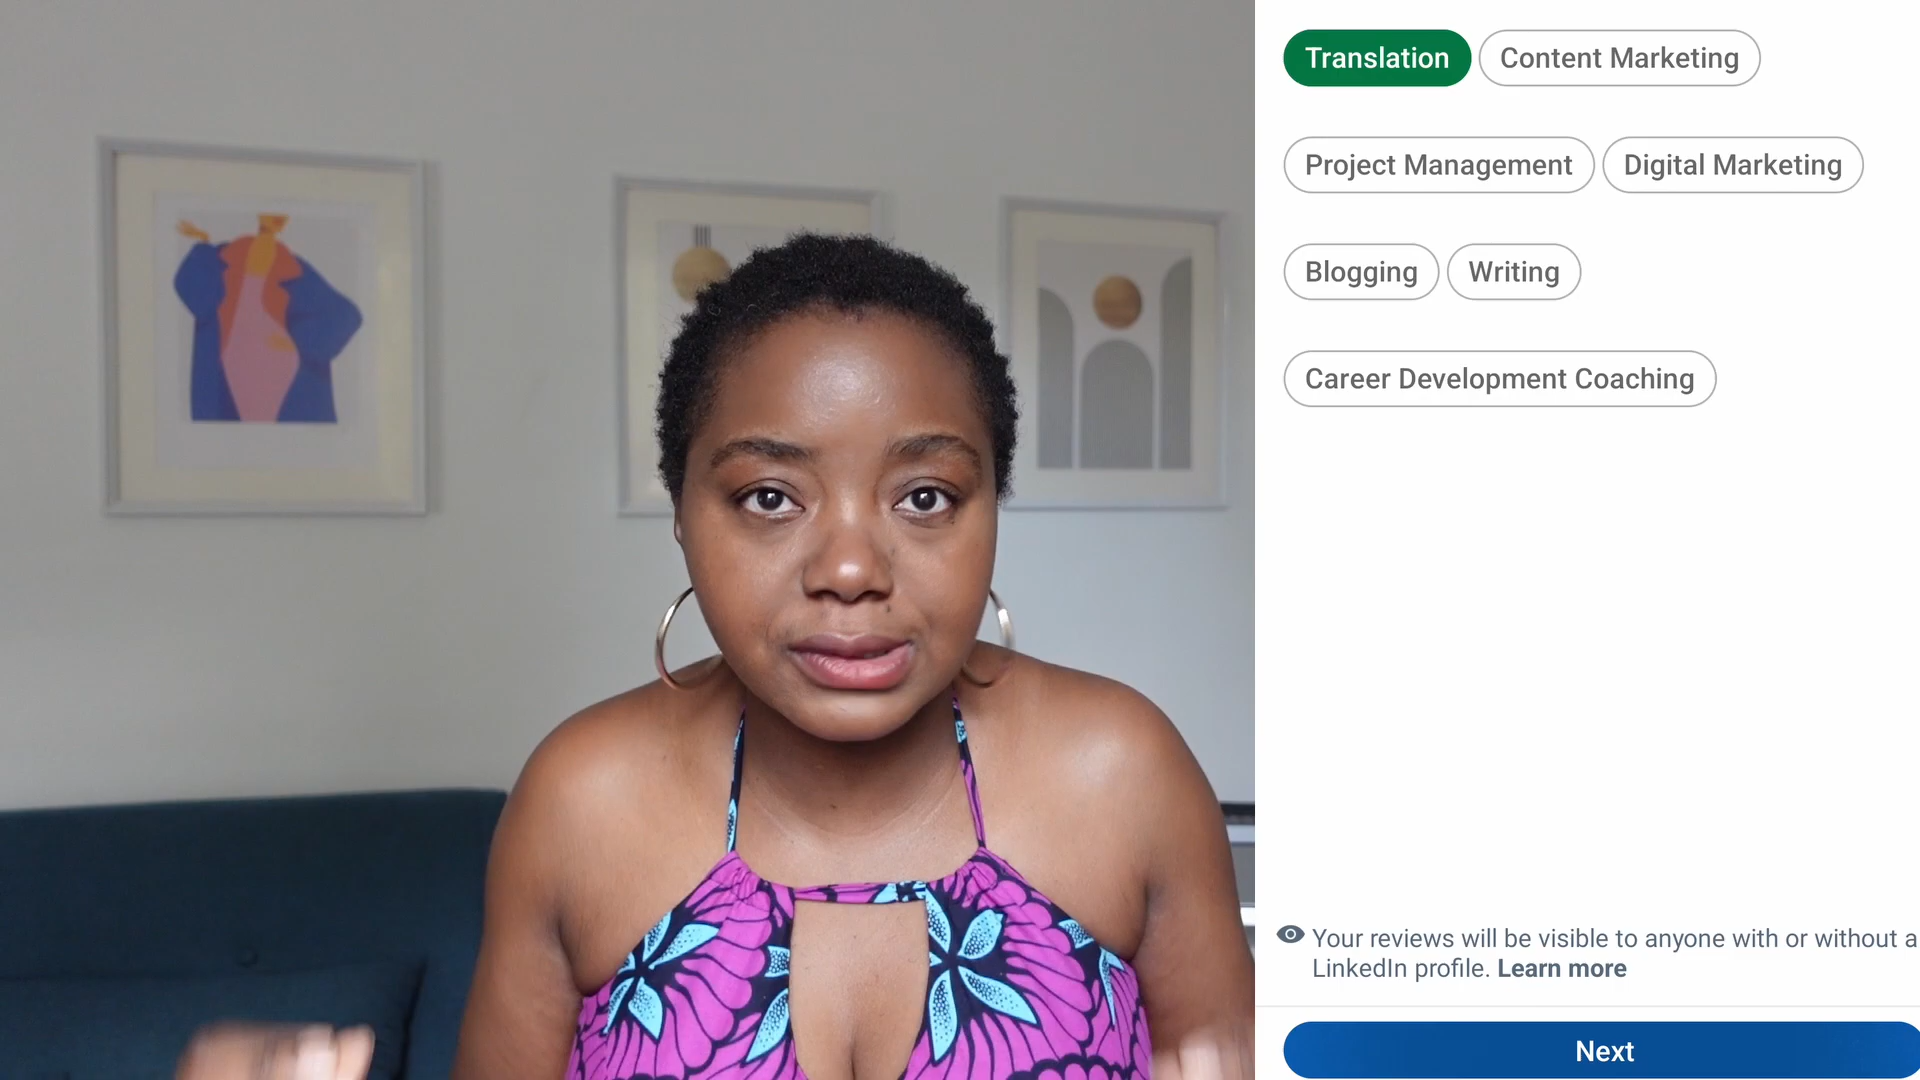 Translation Content Marketing
Project Management Digital Marketing
Blogging Writing
Career Development Coaching
Your reviews will be visible to anyone with or without a
LinkedIn profile. Learn more
Next